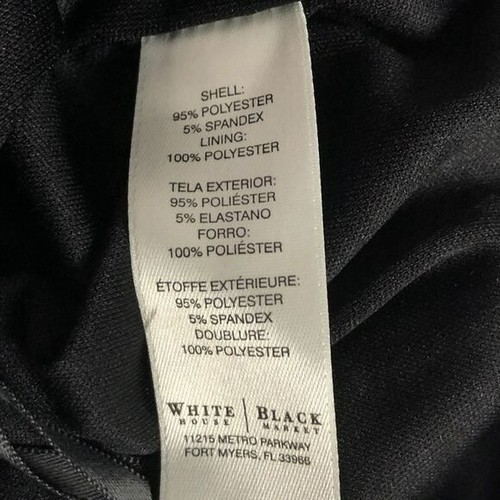 SHELL:
95% POLYESTER
5% SPANDEX
LINING:
100% POLYESTER
TELA EXTERIOR:
95% POLIÉSTER
5% ELASTANO
FORRO:
100% POLIÉSTER
ÉTOFFE EXTÉRIEURE:
95% POLYESTER
5% SPANDEX
DOUBLURE:
100% POLYESTER
WHITE | BLACK
HOUSE MARKET
11215 METRO PARKWAY
FORT MYERS, FL 33966